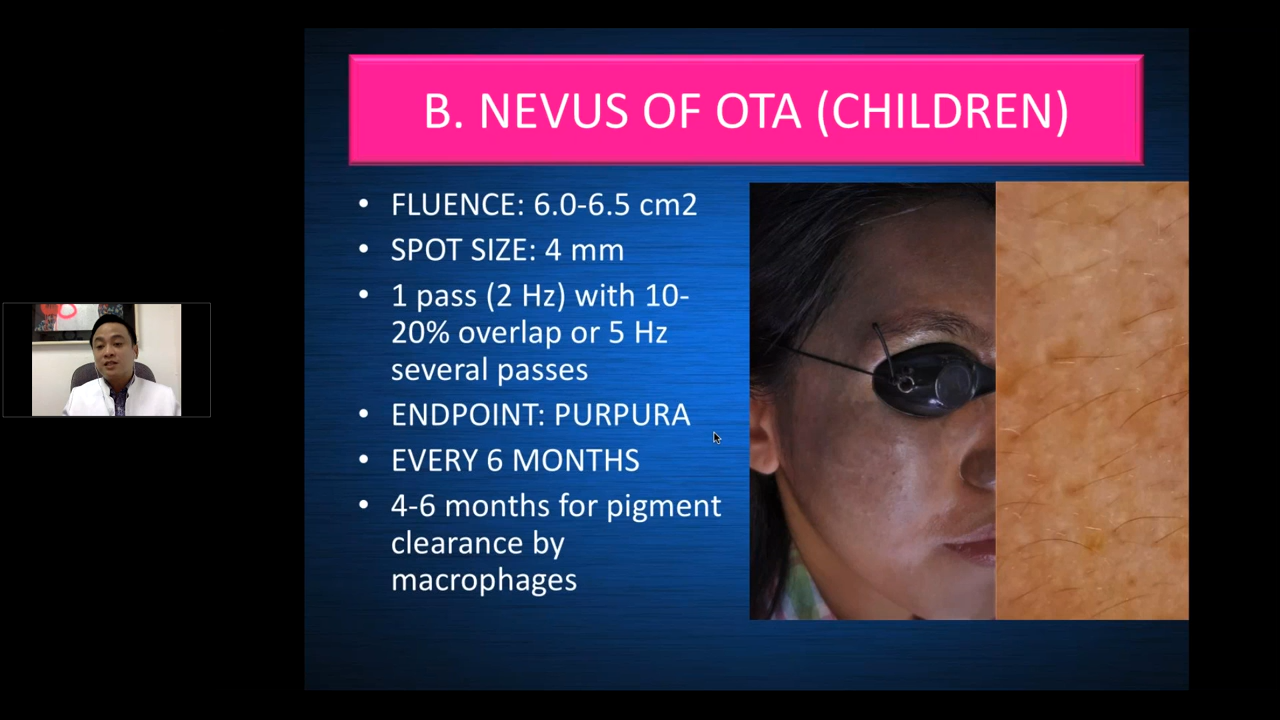 B. NEVUS OF OTA (CHILDREN)
• FLUENCE: 6.0-6.5 cm2
• SPOT SIZE: 4 mm
• 1 pass (2 Hz) with 10-
20% overlap or 5 Hz
several passes
• ENDPOINT: PURPURA
• EVERY 6 MONTHS
• 4-6 months for pigment
clearance by
macrophages